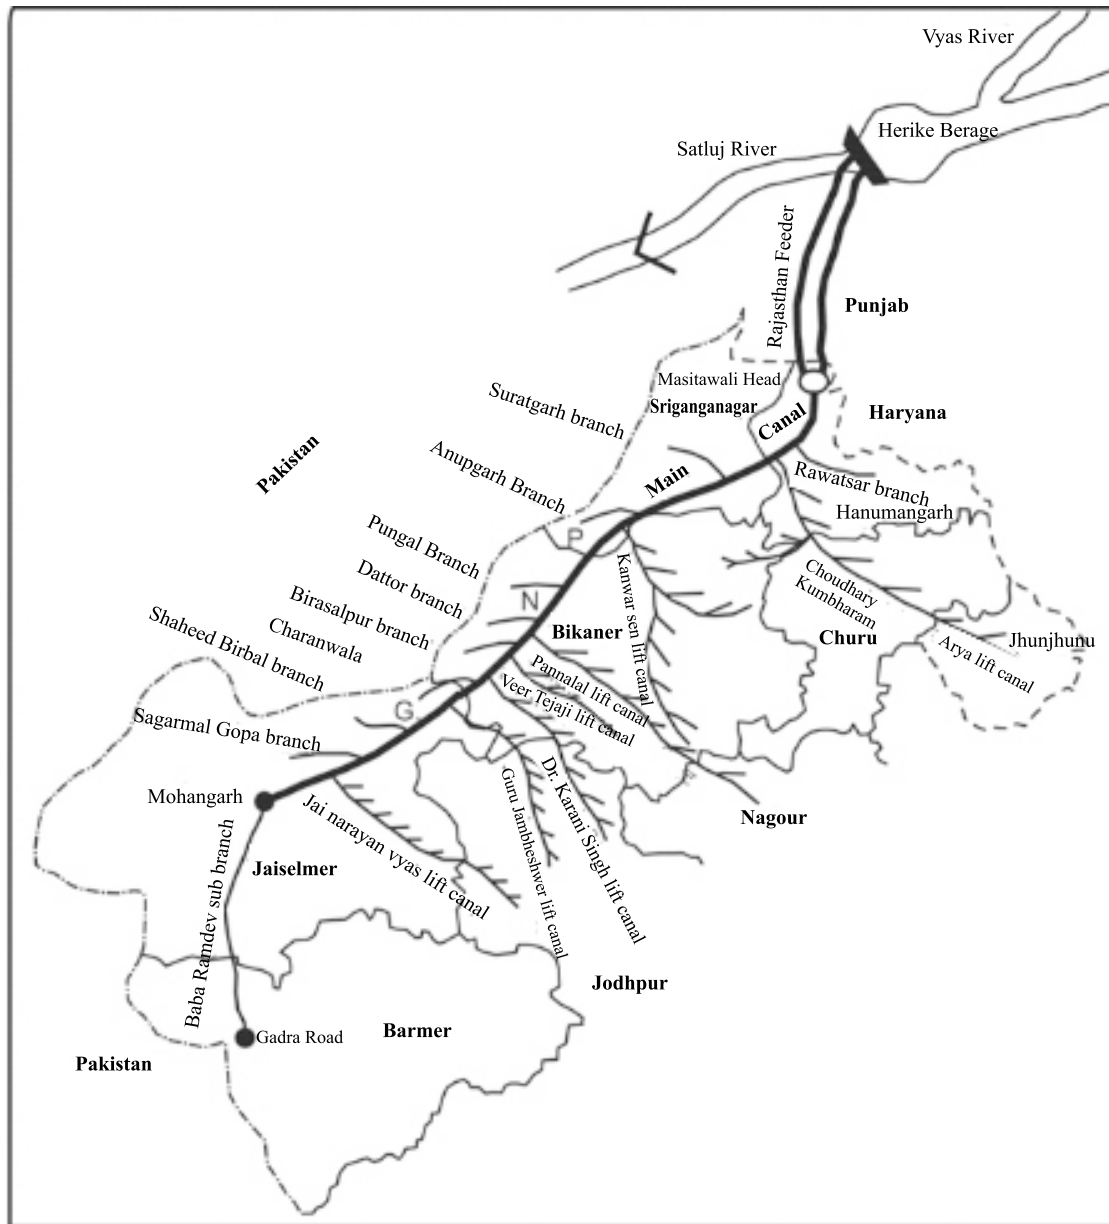 Vyas River
Herike Berage
Satluj River
Rajasthan Feeder
Punjab
Masitawali Head
Sriganganagar
Haryana
Canal
Suratgarh branch
Main
Pakistan
Anupgarh Branch
Rawatsar branch
Hanumangarh
P
Pungal Branch
Dattor branch
Kanwar sen lift canal
Choudhary
Kumbharam
N
Birasalpur branch
Bikaner
Churu
Jhunjhunu
Charanwala
Arya lift canal
Shaheed Birbal branch
Pannalal lift canal
Veer Tejaji lift canal
G
Sagarmal Gopa branch
Dr. Karani Singh lift canal
Guru Jambheshwer lift canal
Mohangarh
Jai narayan vyas lift canal
Nagour
Baba Ramdev sub branch
Jaiselmer
Jodhpur
Gadra Road
Barmer
Pakistan